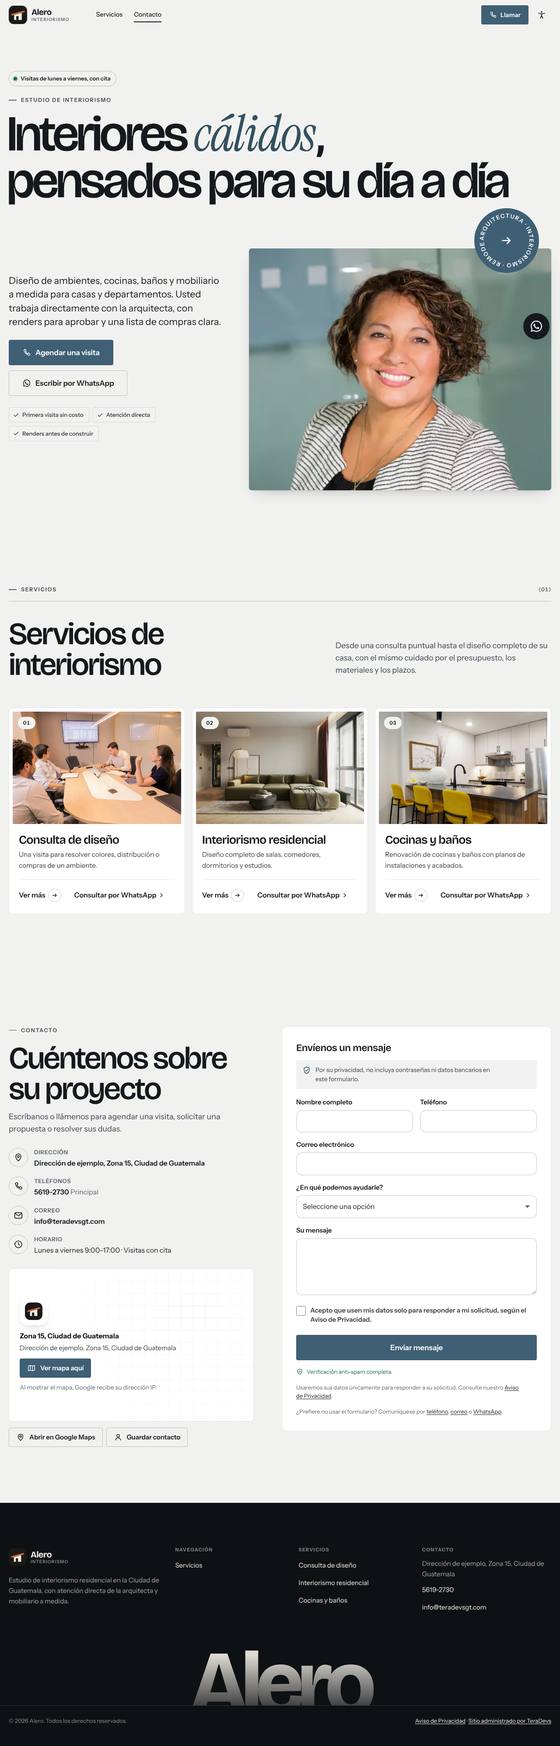 Alero
INTERIORISMO
Servicios
Contacto
Llamar
Visitas de lunes a viernes, con cita
ESTUDIO DE INTERIORISMO
Interiores cálidos,
pensados para su día a día
ARQUITECTURA · INTERIORISMO · REMODE
Diseño de ambientes, cocinas, baños y mobiliario
a medida para casas y departamentos. Usted
trabaja directamente con la arquitecta, con
renders para aprobar y una lista de compras clara.
Agendar una visita
Escribir por WhatsApp
Primera visita sin costo
Atención directa
Renders antes de construir
SERVICIOS
(01)
Servicios de
interiorismo
Desde una consulta puntual hasta el diseño completo de su
casa, con el mismo cuidado por el presupuesto, los
materiales y los plazos.
01
02
03
Consulta de diseño
Una visita para resolver colores, distribución o
compras de un ambiente.
Ver más
Consultar por WhatsApp
Interiorismo residencial
Diseño completo de salas, comedores,
dormitorios y estudios.
Ver más
Consultar por WhatsApp
Cocinas y baños
Renovación de cocinas y baños con planos de
instalaciones y acabados.
Ver más
Consultar por WhatsApp
CONTACTO
Cuéntenos sobre
su proyecto
Escríbanos o llámenos para agendar una visita, solicitar una
propuesta o resolver sus dudas.
DIRECCIÓN
Dirección de ejemplo, Zona 15, Ciudad de Guatemala
TELÉFONOS
5619-2730 Principal
CORREO
info@teradevsgt.com
HORARIO
Lunes a viernes 9:00–17:00 · Visitas con cita
Zona 15, Ciudad de Guatemala
Dirección de ejemplo, Zona 15, Ciudad de Guatemala
Ver mapa aquí
Al mostrar el mapa, Google recibe su dirección IP.
Abrir en Google Maps
Guardar contacto
Envíenos un mensaje
Por su privacidad, no incluya contraseñas ni datos bancarios en
este formulario.
Nombre completo
Teléfono
Correo electrónico
¿En qué podemos ayudarle?
Seleccione una opción
Su mensaje
Acepto que usen mis datos solo para responder a mi solicitud, según el
Aviso de Privacidad.
Enviar mensaje
Verificación anti-spam completa.
Usaremos sus datos únicamente para responder a su solicitud. Consulte nuestro Aviso
de Privacidad.
¿Prefiere no usar el formulario? Comuníquese por teléfono, correo o WhatsApp.
Alero
INTERIORISMO
Estudio de interiorismo residencial en la Ciudad de
Guatemala, con atención directa de la arquitecta y
mobiliario a medida.
NAVEGACIÓN
Servicios
SERVICIOS
Consulta de diseño
Interiorismo residencial
Cocinas y baños
CONTACTO
Dirección de ejemplo, Zona 15, Ciudad de
Guatemala
5619-2730
info@teradevsgt.com
Alero
© 2026 Alero. Todos los derechos reservados.
Aviso de Privacidad
Sitio administrado por TeraDevs